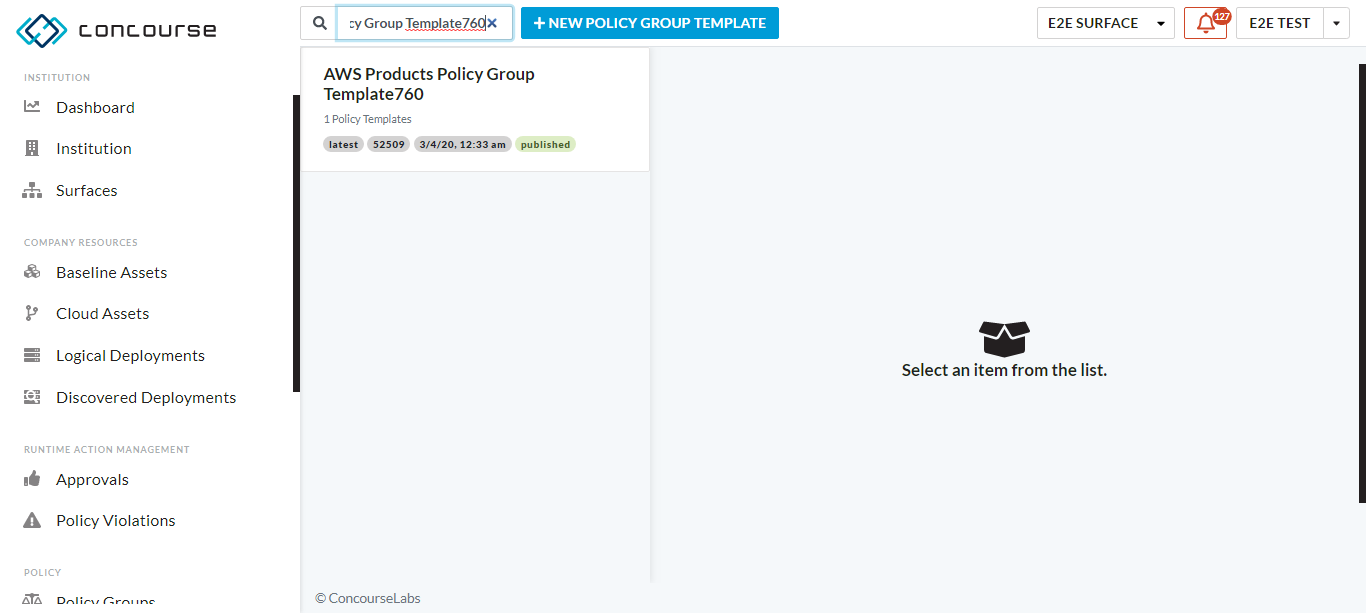 concourse
cy Group Template760
NEW POLICY GROUP TEMPLATE
E2E SURFACE
127
E2E TEST
INSTITUTION
Dashboard
Institution
Surfaces
COMPANY RESOURCES
Baseline Assets
Cloud Assets
Logical Deployments
Discovered Deployments
RUNTIME ACTION MANAGEMENT
Approvals
Policy Violations
POLICY
Policy Groups
AWS Products Policy Group
Template760
1 Policy Templates
latest 52509 3/4/20, 12:33 am published
Select an item from the list.
© ConcourseLabs